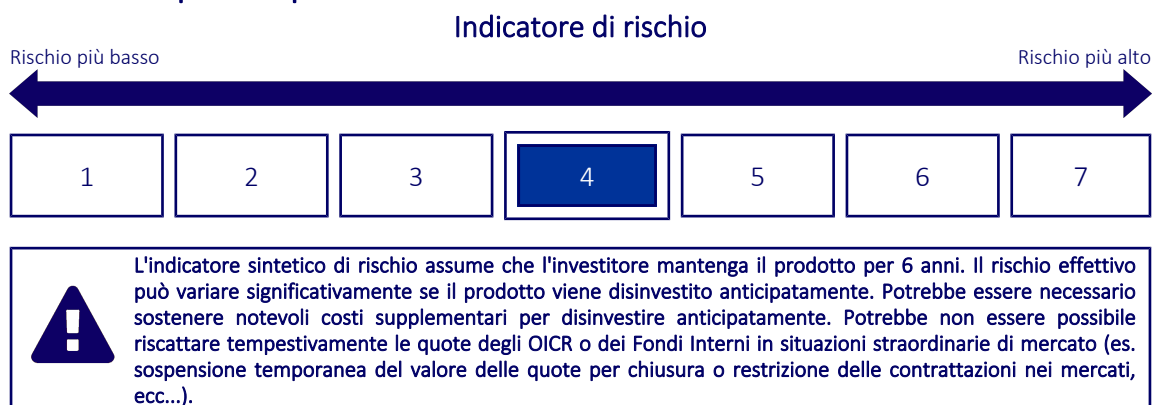 Indicatore di rischio
Rischio più basso
Rischio più alto
1
2
3
4
5
6
7
L'indicatore sintetico di rischio assume che l'investitore mantenga il prodotto per 6 anni. Il rischio effettivo
può variare significativamente se il prodotto viene disinvestito anticipatamente. Potrebbe essere necessario
sostenere notevoli costi supplementari per disinvestire anticipatamente. Potrebbe non essere possibile
riscattare tempestivamente le quote degli OICR o dei Fondi Interni in situazioni straordinarie di mercato (es.
sospensione temporanea del valore delle quote per chiusura o restrizione delle contrattazioni nei mercati,
ecc...).